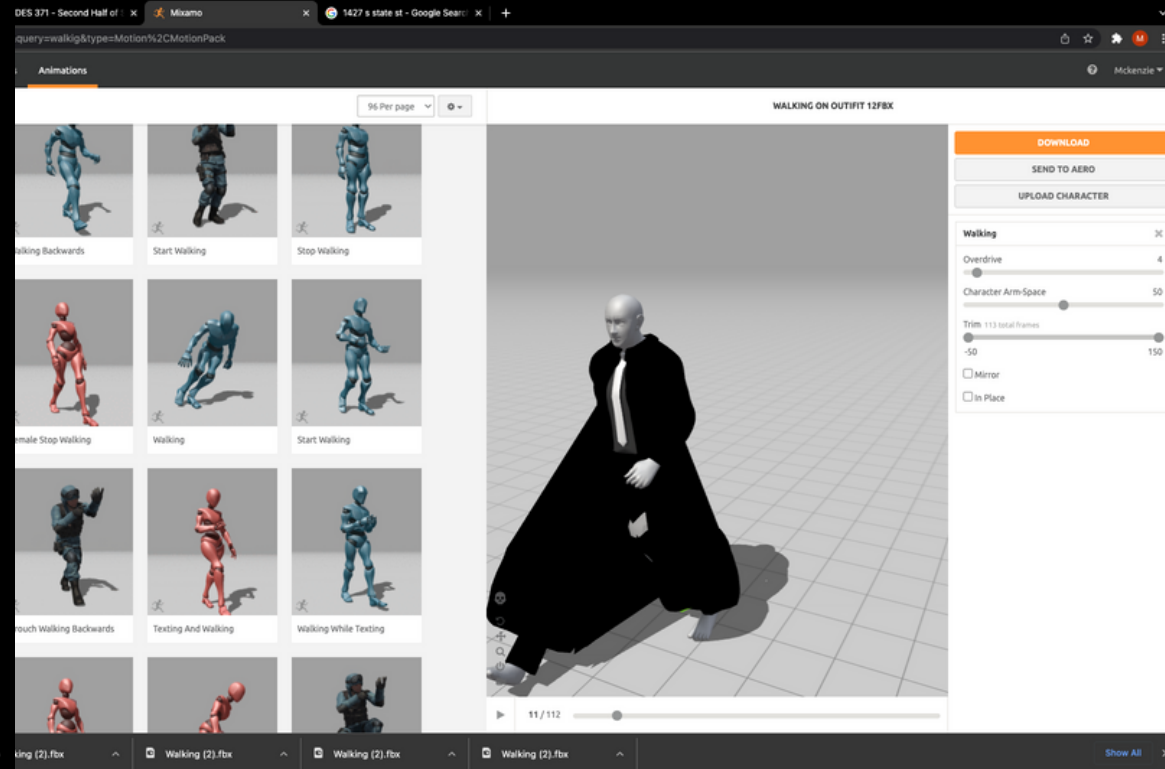 DES 371 - Second Half of
Mixamo
1427 s state st - Google Searc
query=walkig&type=Motion%2CMotionPack
M
s
Animations
Mckenzie
96 Per page
WALKING ON OUTIFIT 12FBX
DOWNLOAD
SEND TO AERO
UPLOAD CHARACTER
Walking
Overdrive 4
Character Arm-Space 50
Trim 113 total frames
-50 150
Mirror
In Place
alking Backwards
Start Walking
Stop Walking
emale Stop Walking
Walking
Start Walking
rouch Walking Backwards
Texting And Walking
Walking While Texting
11 / 112
king (2).fbx
Walking (2).fbx
Walking (2).fbx
Walking (2).fbx
Show All